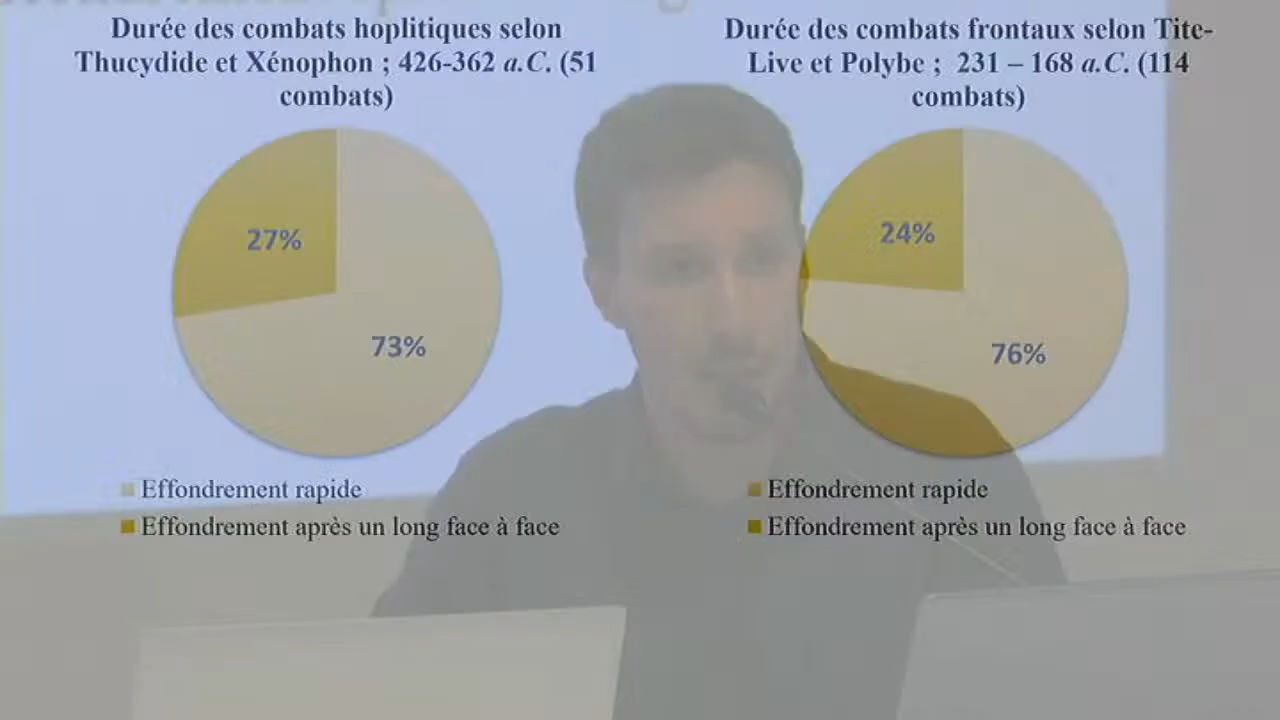 Durée des combats hoplitiques selon
Thucydide et Xénophon ; 426-362 a.C. (51
combats)
27%
73%
Effondrement rapide
Effondrement après un long face à face
Durée des combats frontaux selon Tite-
Live et Polybe ; 231 – 168 a.C. (114
combats)
24%
76%
Effondrement rapide
Effondrement après un long face à face